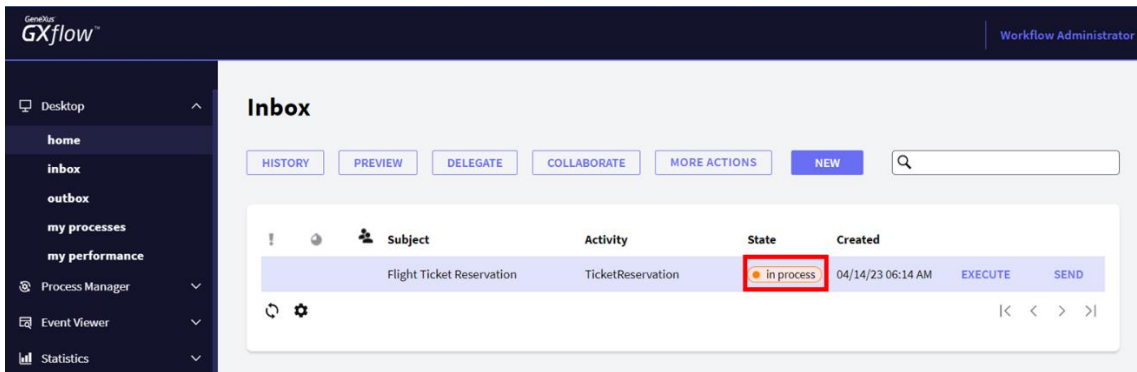 GeneXus
GXflow™
Workflow Administrator
Desktop
home
inbox
outbox
my processes
my performance
Process Manager
Event Viewer
Statistics
Inbox
HISTORY PREVIEW DELEGATE COLLABORATE MORE ACTIONS NEW
! Subject Activity State Created
Flight Ticket Reservation TicketReservation in process 04/14/23 06:14 AM EXECUTE SEND